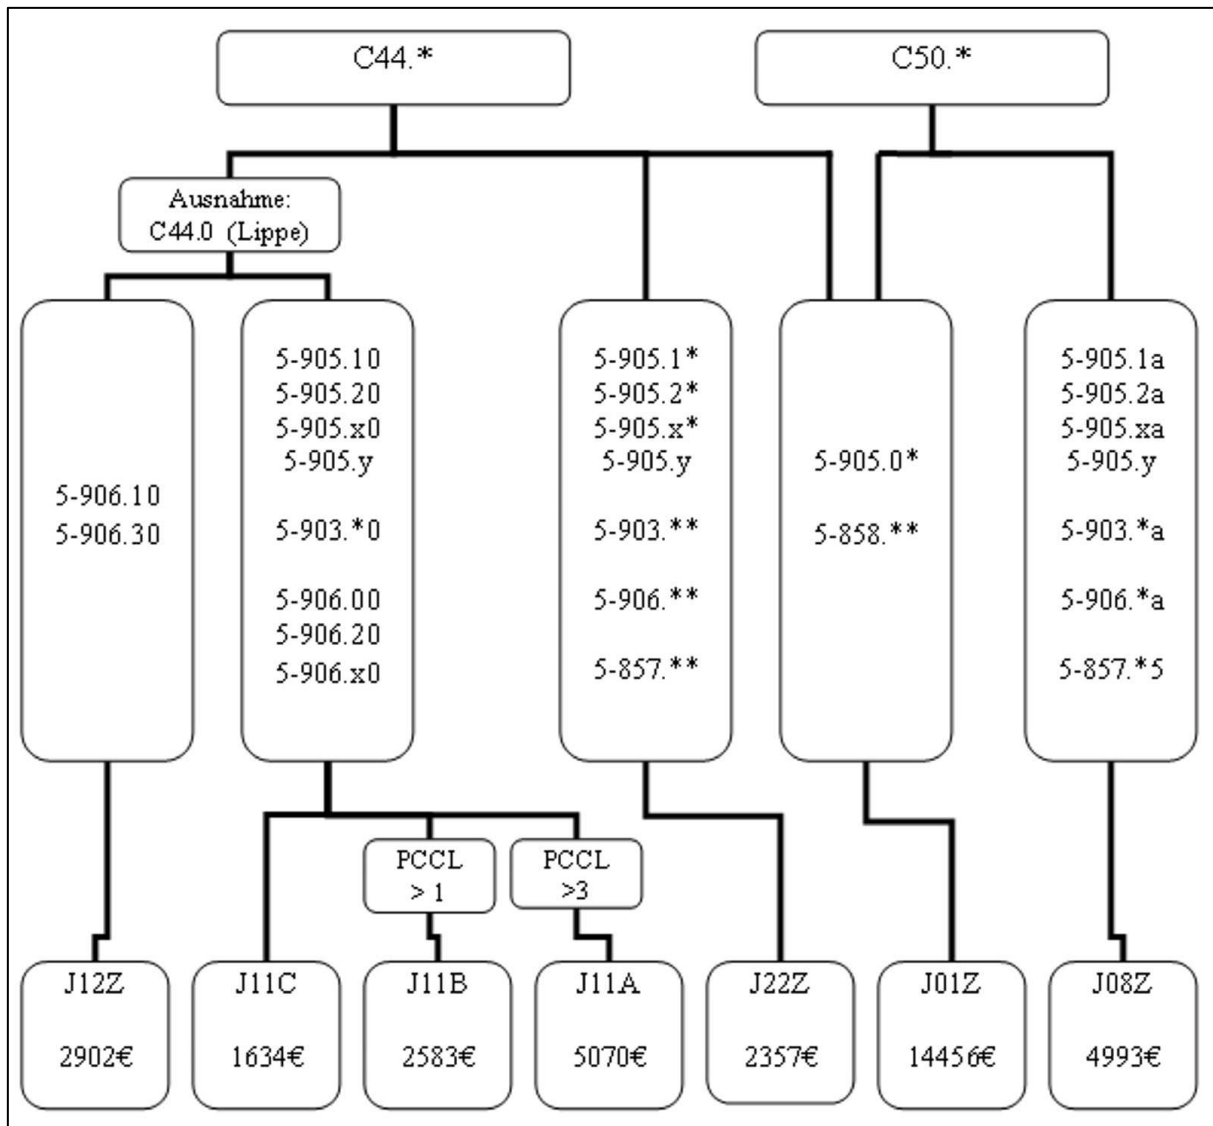 C44.*
C50.*
Ausnahme:
C44.0 (Lippe)
5-906.10
5-906.30
5-905.10
5-905.20
5-905.x0
5-905.y
5-903.*0
5-906.00
5-906.20
5-906.x0
5-905.1*
5-905.2*
5-905.x*
5-905.y
5-903.**
5-906.**
5-857.**
5-905.0*
5-858.**
5-905.1a
5-905.2a
5-905.xa
5-905.y
5-903.*a
5-906.*a
5-857.*5
PCCL
> 1
PCCL
>3
J12Z
2902€
J11C
1634€
J11B
2583€
J11A
5070€
J22Z
2357€
J01Z
14456€
J08Z
4993€